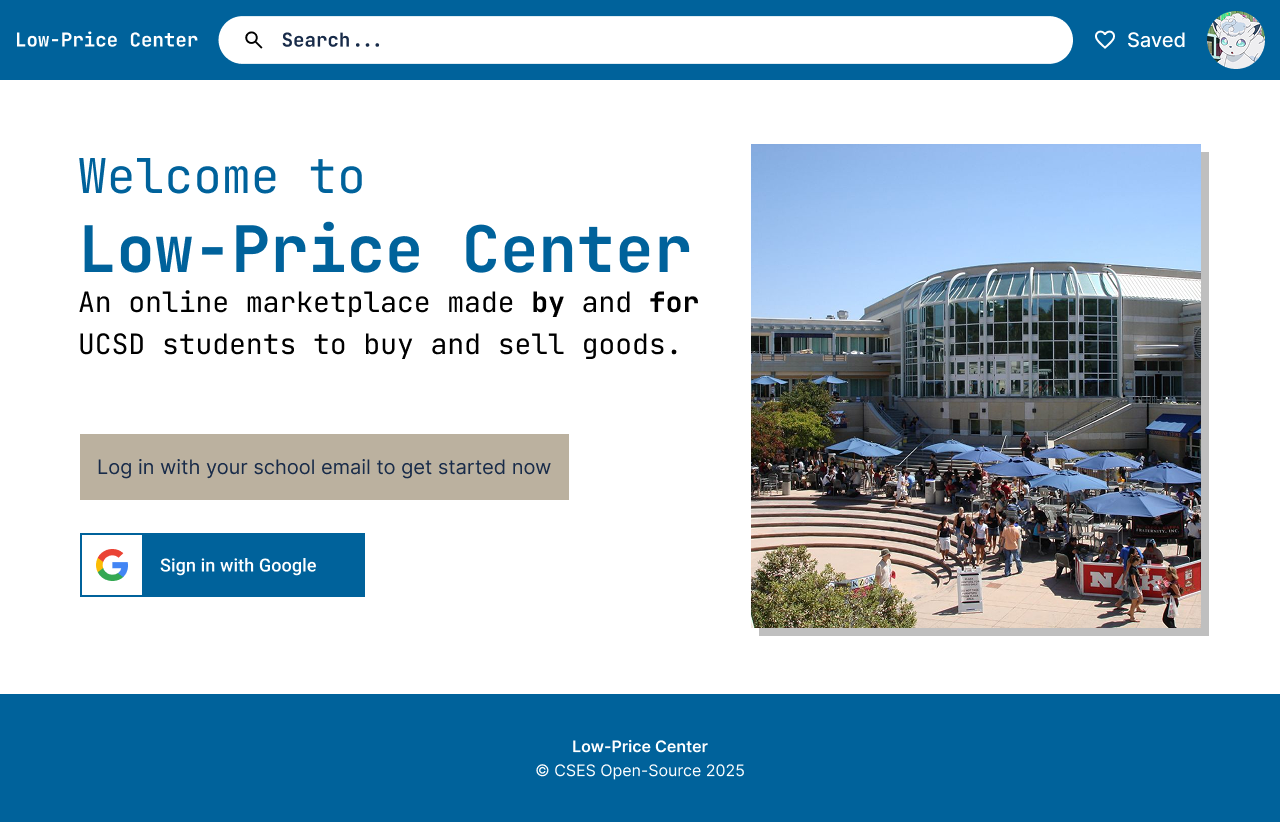 Low-Price Center
Search...
Saved
Welcome to
Low-Price Center
An online marketplace made by and for
UCSD students to buy and sell goods.
Log in with your school email to get started now
Sign in with Google
FRATERNITY, INC
Low-Price Center
© CSES Open-Source 2025